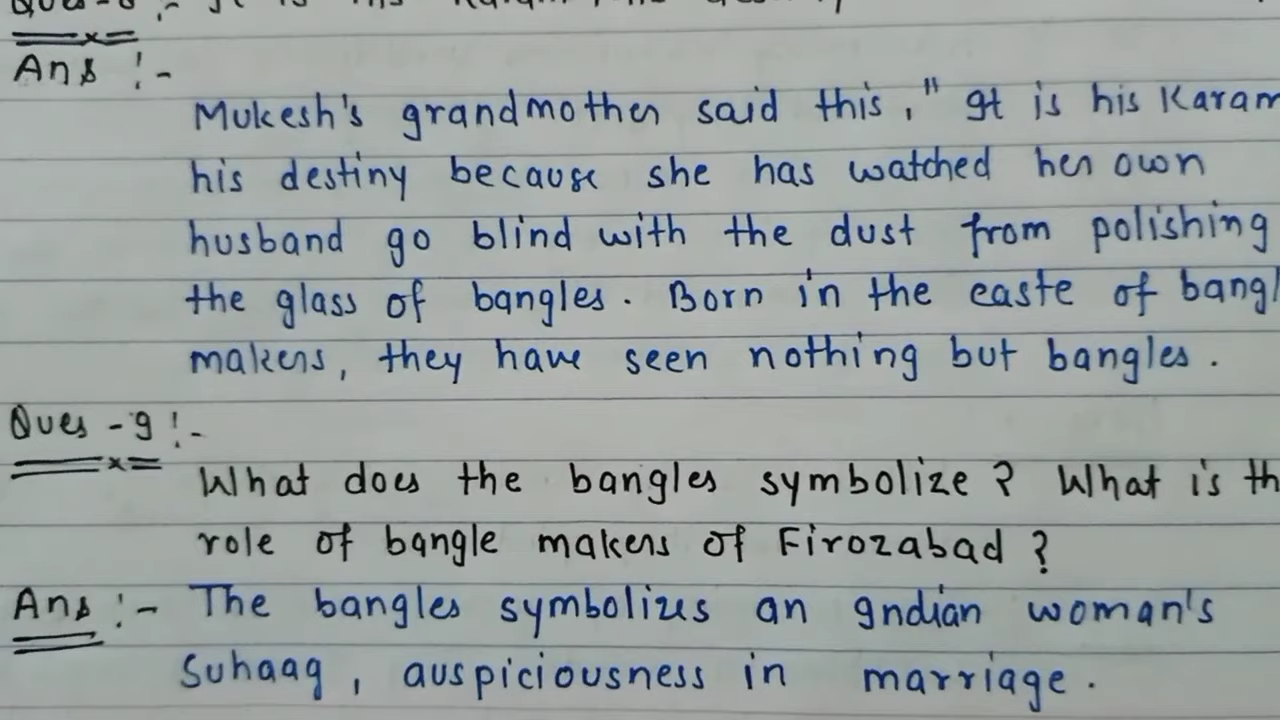 Ans :-
Mukesh's grandmother said this, " It is his Karam
his destiny because she has watched her own
husband go blind with the dust from polishing
the glass of bangles. Born in the caste of bangl
makers, they have seen nothing but bangles.
Ques - 9 :-
What does the bangles symbolize? What is th
role of bangle makers of Firozabad?
Ans :- The bangles symbolizes an Indian woman's
Suhaag, auspiciousness in marriage.